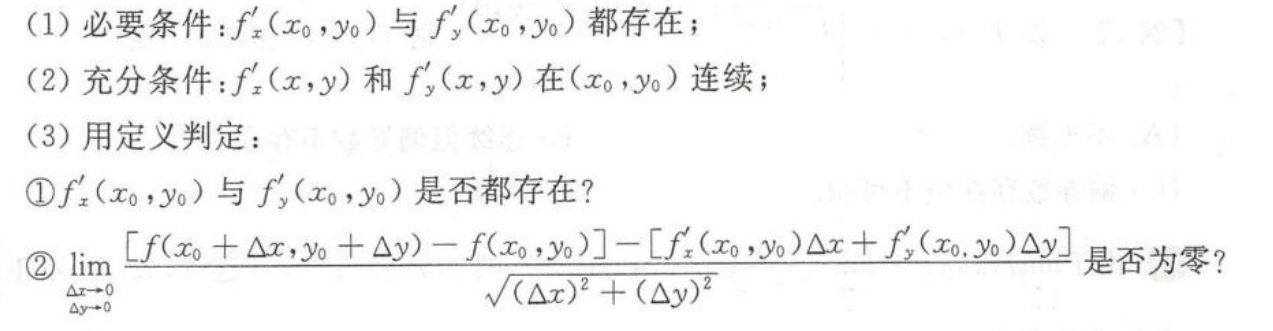 (1) 必要条件:f′ₓ(x₀,y₀) 与 f′ᵧ(x₀,y₀) 都存在;
(2) 充分条件:f′ₓ(x,y) 和 f′ᵧ(x,y) 在(x₀,y₀) 连续;
(3) 用定义判定:
①f′ₓ(x₀,y₀) 与 f′ᵧ(x₀,y₀) 是否都存在?
② lim_{Δx→0, Δy→0} {[f(x₀+Δx,y₀+Δy)−f(x₀,y₀)]−[f′ₓ(x₀,y₀)Δx+f′ᵧ(x₀,y₀)Δy]}/√((Δx)²+(Δy)²) 是否为零?